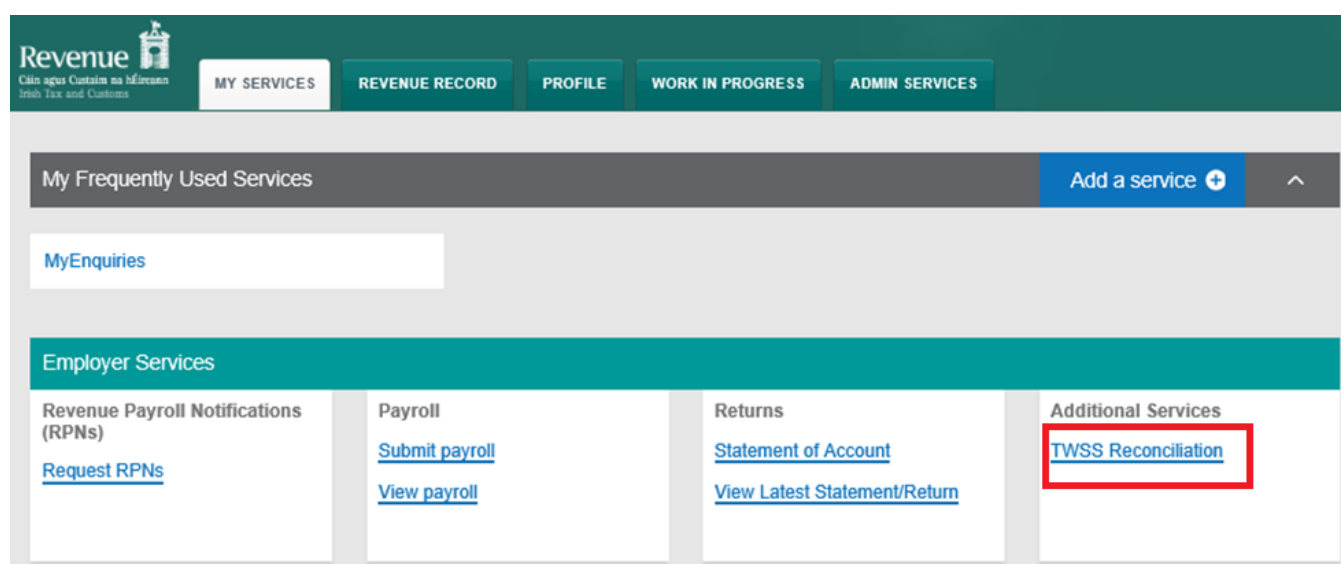 Revenue
Cáin agus Custaim na hÉireann
Irish Tax and Customs
MY SERVICES
REVENUE RECORD
PROFILE
WORK IN PROGRESS
ADMIN SERVICES
My Frequently Used Services
Add a service
MyEnquiries
Employer Services
Revenue Payroll Notifications
(RPNs)
Request RPNs
Payroll
Submit payroll
View payroll
Returns
Statement of Account
View Latest Statement/Return
Additional Services
TWSS Reconciliation